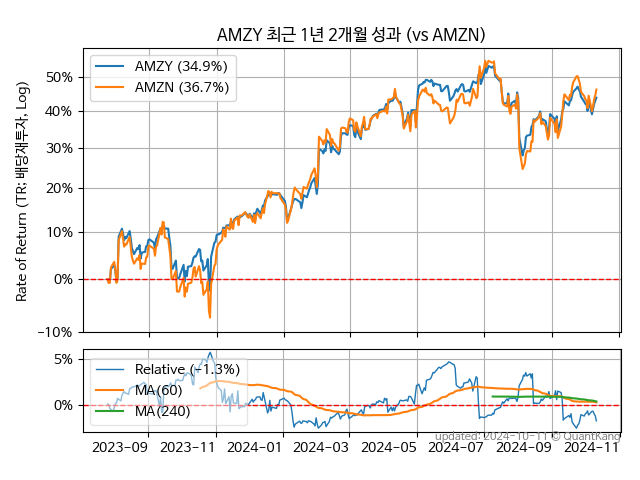 AMZY 최근 1년 2개월 성과 (vs AMZN)
Rate of Return (TR; 배당재투자, Log)
50%
40%
30%
20%
10%
0%
−10%
AMZY (34.9%)
AMZN (36.7%)
5%
0%
Relative (−1.3%)
MA(60)
MA(240)
2023-09 2023-11 2024-01 2024-03 2024-05 2024-07 2024-09 2024-11
updated: 2024-10-11 © QuantKang